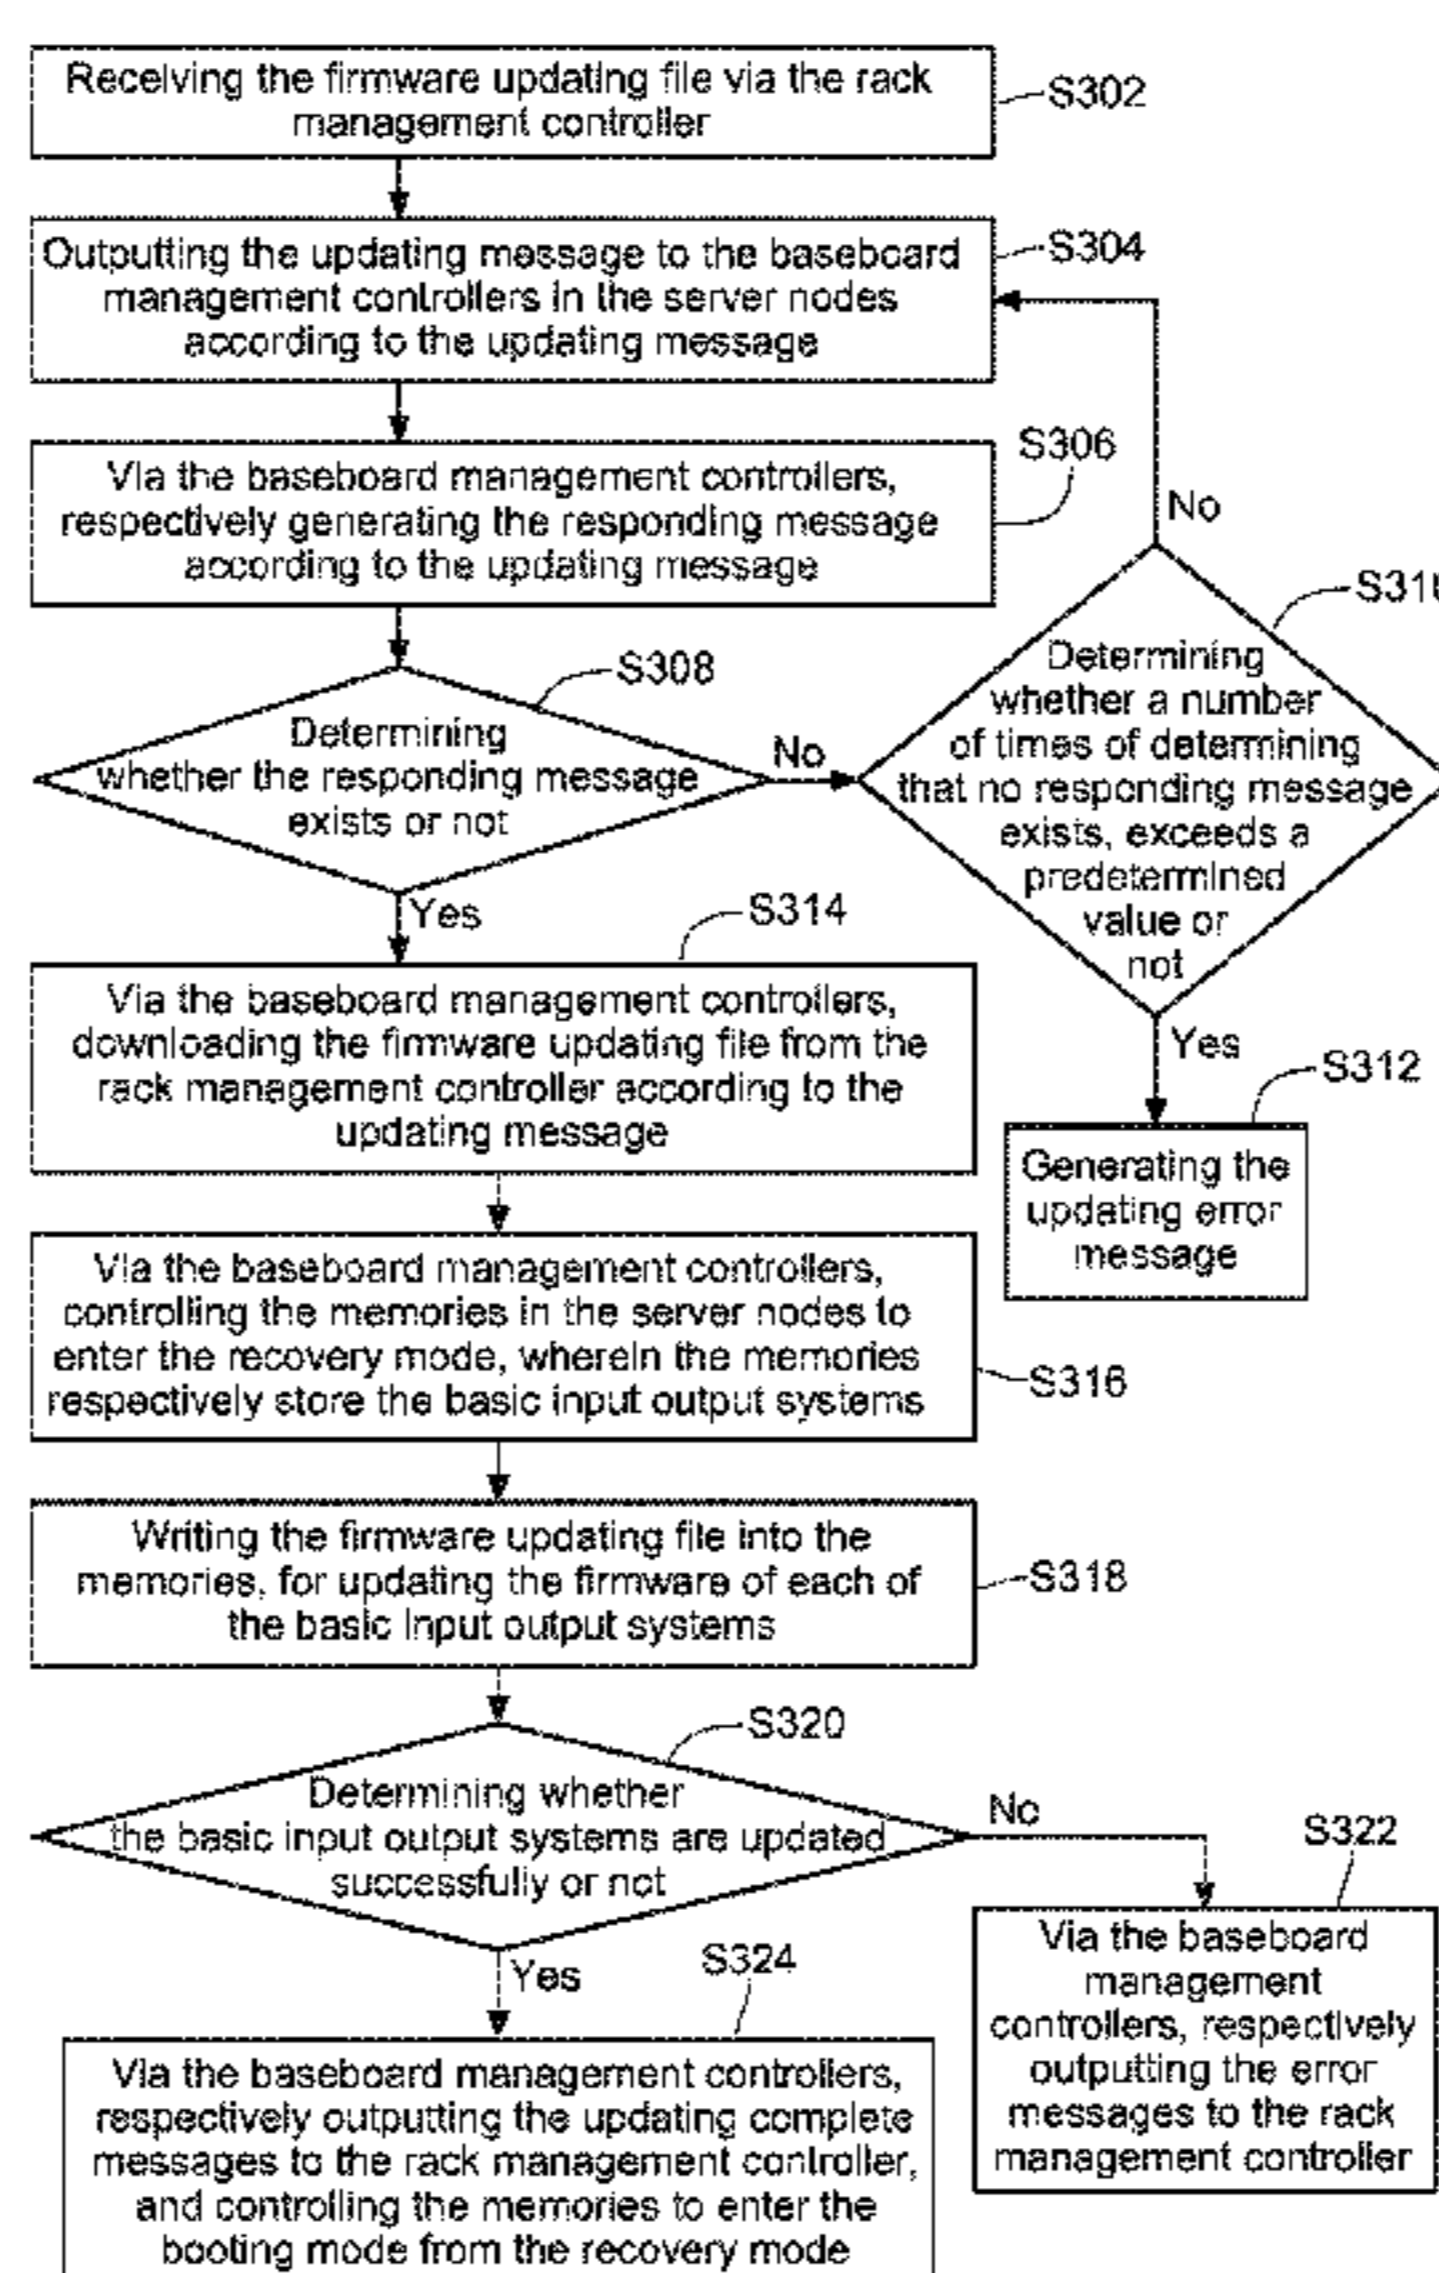 Receiving the firmware updating file via the rack
management controller
S302
Outputting the updating message to the baseboard
management controllers in the server nodes
according to the updating message
S304
Via the baseboard management controllers,
respectively generating the responding message
according to the updating message
S306
No
Determining
whether the responding message
exists or not
S308
No
Yes
Determining
whether a number
of times of determining
that no responding message
exists, exceeds a
predetermined
value or
not
Yes
S312
Generating the
updating error
message
S314
Via the baseboard management controllers,
downloading the firmware updating file from the
rack management controller according to the
updating message
Via the baseboard management controllers,
controlling the memories in the server nodes to
enter the recovery mode, wherein the memories
respectively store the basic input output systems
S316
Writing the firmware updating file into the
memories, for updating the firmware of each of
the basic input output systems
S318
S320
Determining whether
the basic input output systems are updated
successfully or not
No
Yes
S322
Via the baseboard
management
controllers, respectively
outputting the error
messages to the rack
management controller
S324
Via the baseboard management controllers,
respectively outputting the updating complete
messages to the rack management controller,
and controlling the memories to enter the
booting mode from the recovery mode